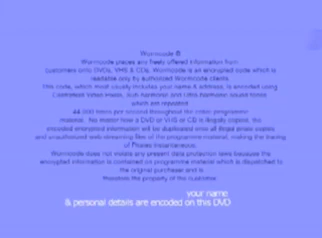 Wormcode ©
Wormcode places any freely offered information from
customers onto DVDs, VHS & CDs. Wormcode is an encrypted code which is
readable only by authorized Wormcode clients.
This code, which most usually includes your name & address, is encoded using
Customized Yellow Pixels, Sub-harmonic and Ultra-harmonic sound tones
which are repeated
44,000 times per second throughout the entire programme
material. No matter how a DVD or VHS or CD is illegally copied, the
encoded encrypted information will be duplicated onto all illegal pirate copies
and unauthorized web-streaming files of the programme material, making the tracing
of Pirates instantaneous.
Wormcode does not violate any present data protection laws because the
encrypted information is contained on programme material which is dispatched to
the original purchaser and is
therefore the property of the customer.
your name
& personal details are encoded on this DVD